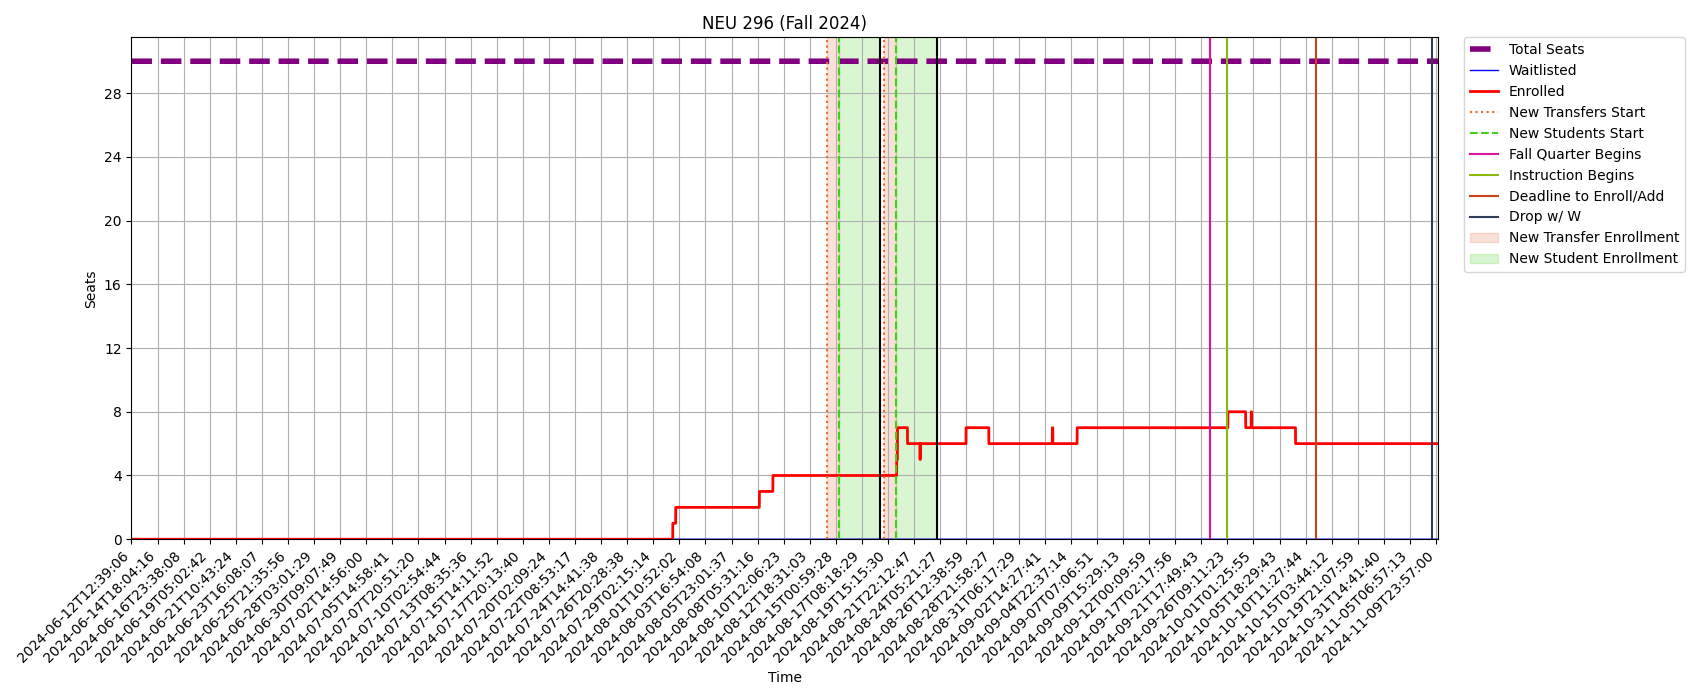 NEU 296 (Fall 2024)
Total Seats
Waitlisted
Enrolled
New Transfers Start
New Students Start
Fall Quarter Begins
Instruction Begins
Deadline to Enroll/Add
Drop w/ W
New Transfer Enrollment
New Student Enrollment
Seats
28
24
20
16
12
8
4
0
2024-06-12T12:39:06
2024-06-14T18:04:16
2024-06-16T23:38:08
2024-06-19T05:02:42
2024-06-21T10:43:24
2024-06-23T16:08:07
2024-06-25T21:35:56
2024-06-28T03:01:29
2024-06-30T09:07:49
2024-07-02T14:56:00
2024-07-05T14:58:41
2024-07-07T20:51:20
2024-07-10T02:54:44
2024-07-13T08:35:36
2024-07-15T14:11:52
2024-07-17T20:13:40
2024-07-20T02:09:24
2024-07-22T08:53:17
2024-07-24T14:41:38
2024-07-26T20:28:38
2024-07-29T02:15:14
2024-08-01T10:52:02
2024-08-03T16:54:08
2024-08-05T23:01:37
2024-08-08T05:31:16
2024-08-10T12:06:23
2024-08-12T18:31:03
2024-08-15T00:59:28
2024-08-17T08:18:29
2024-08-19T15:15:30
2024-08-21T22:12:47
2024-08-24T05:21:27
2024-08-26T12:38:59
2024-08-28T21:58:27
2024-08-31T06:17:29
2024-09-02T14:27:41
2024-09-04T22:37:14
2024-09-07T07:06:51
2024-09-09T15:29:13
2024-09-12T00:09:59
2024-09-17T02:17:56
2024-09-21T17:49:43
2024-09-26T09:11:23
2024-10-01T01:25:55
2024-10-05T18:29:43
2024-10-10T11:27:44
2024-10-15T03:44:12
2024-10-19T21:07:59
2024-10-31T14:41:40
2024-11-05T06:57:13
2024-11-09T23:57:00
Time